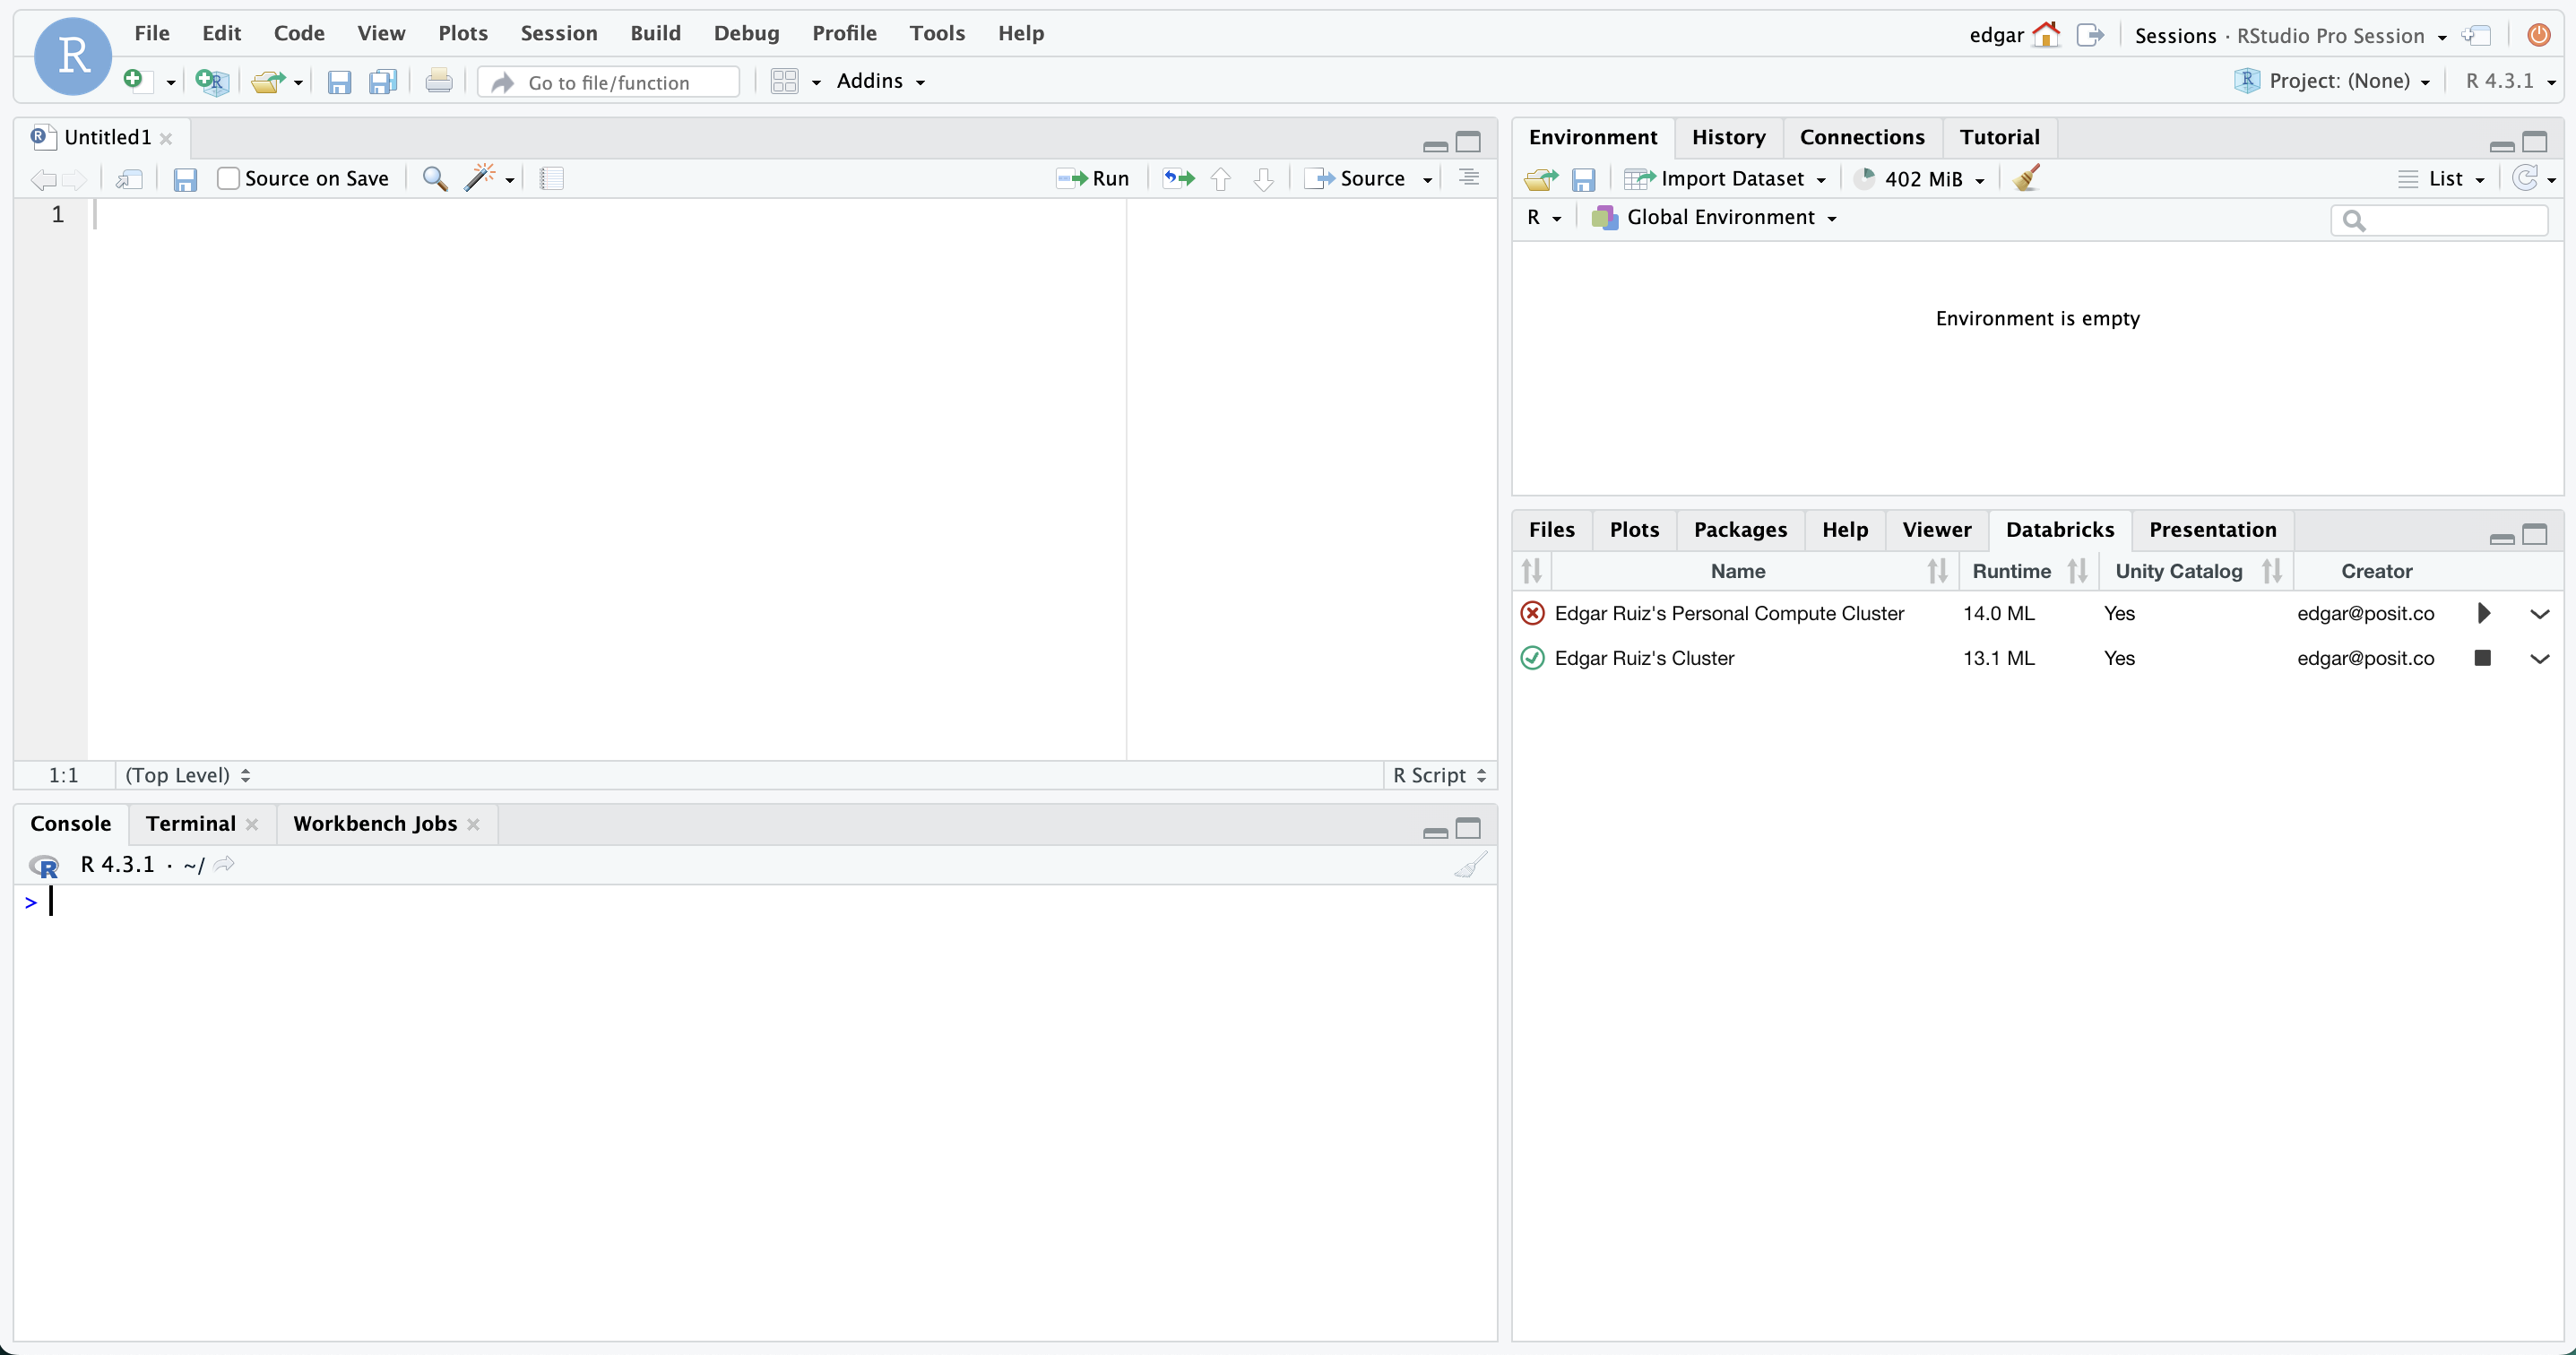 R File Edit Code View Plots Session Build Debug Profile Tools Help edgar Sessions · RStudio Pro Session
R Go to file/function Addins R Project: (None) R 4.3.1
R Untitled1
Source on Save Run Source
1
1:1 (Top Level) R Script
Console Terminal Workbench Jobs
R R 4.3.1 · ~/
>
Environment History Connections Tutorial
Import Dataset 402 MiB List
R Global Environment
Environment is empty
Files Plots Packages Help Viewer Databricks Presentation
Name Runtime Unity Catalog Creator
Edgar Ruiz's Personal Compute Cluster 14.0 ML Yes edgar@posit.co
Edgar Ruiz's Cluster 13.1 ML Yes edgar@posit.co